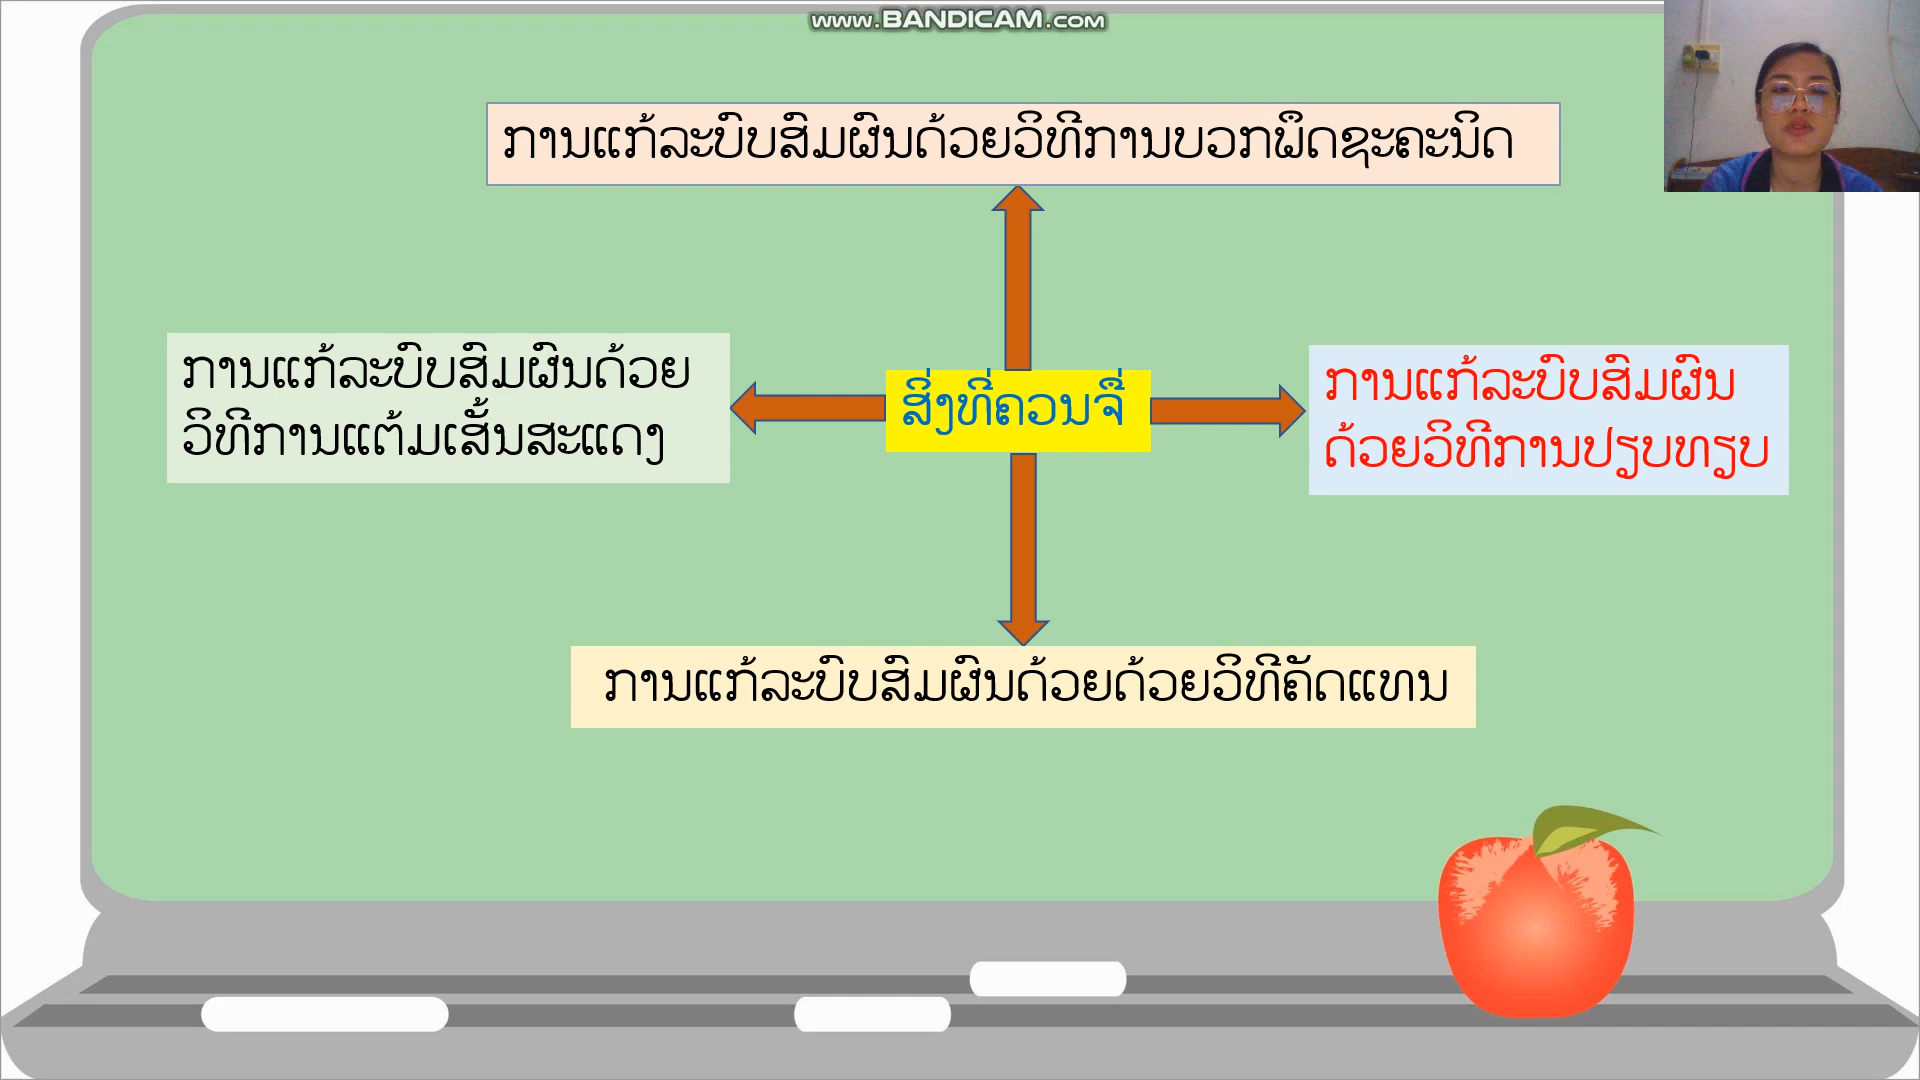 www.BANDICAM.com
ການແກ້ລະບົບສົມຜົນດ້ວຍວິທີການບວກພຶດຊະຄະນິດ
ການແກ້ລະບົບສົມຜົນດ້ວຍ
ວິທີການແຕ້ມເສັ້ນສະແດງ
ສິ່ງທີ່ຄວນຈື່
ການແກ້ລະບົບສົມຜົນ
ດ້ວຍວິທີການປຽບທຽບ
ການແກ້ລະບົບສົມຜົນດ້ວຍດ້ວຍວິທີຄັດແທນ